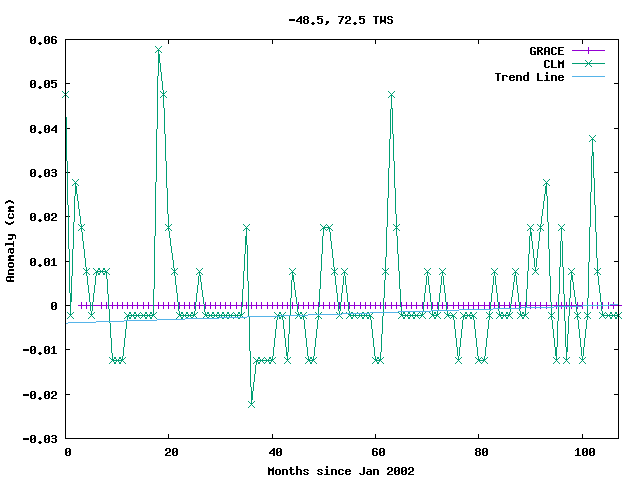 -48.5, 72.5 TWS
GRACE
CLM
Trend Line
0.06
0.05
0.04
0.03
0.02
0.01
0
-0.01
-0.02
-0.03
Anomaly (cm)
0 20 40 60 80 100
Months since Jan 2002